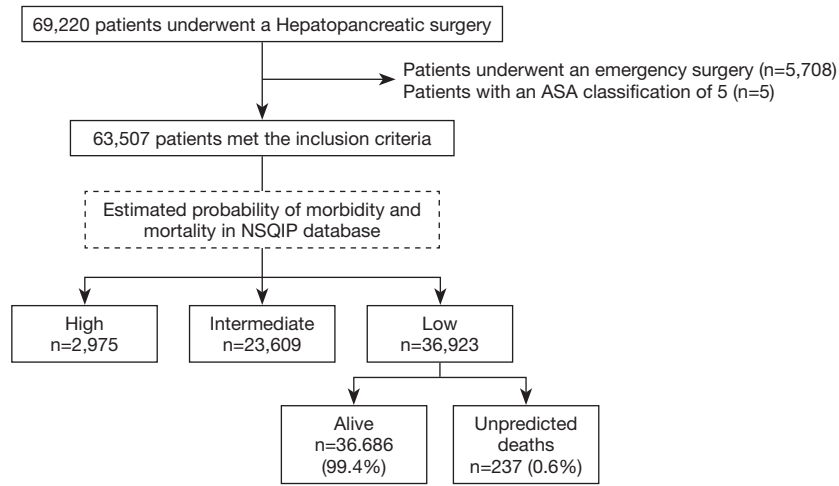 69,220 patients underwent a Hepatopancreatic surgery
Patients underwent an emergency surgery (n=5,708)
Patients with an ASA classification of 5 (n=5)
63,507 patients met the inclusion criteria
Estimated probability of morbidity and
mortality in NSQIP database
High
n=2,975
Intermediate
n=23,609
Low
n=36,923
Alive
n=36.686
(99.4%)
Unpredicted
deaths
n=237 (0.6%)